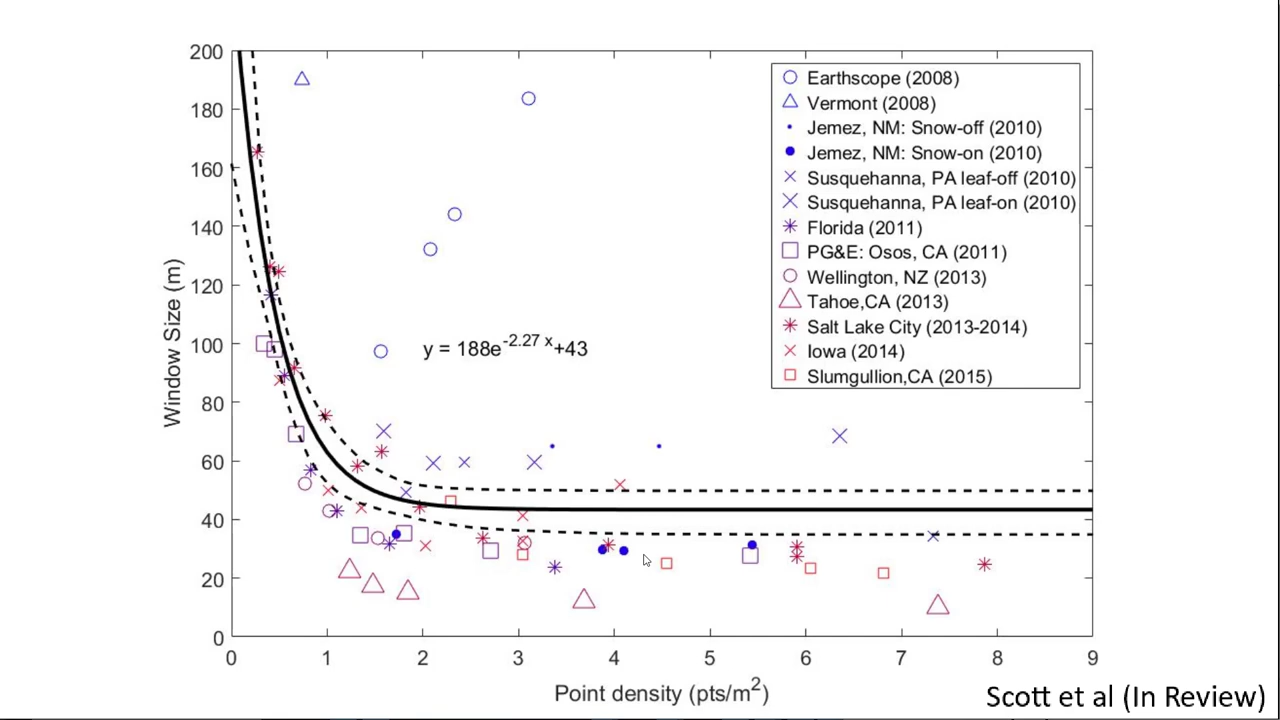 200
180
160
140
120
100
80
60
40
20
0
Window Size (m)
0 1 2 3 4 5 6 7 8 9
Point density (pts/m²)
y = 188e^-2.27 x+43
Earthscope (2008)
Vermont (2008)
Jemez, NM: Snow-off (2010)
Jemez, NM: Snow-on (2010)
Susquehanna, PA leaf-off (2010)
Susquehanna, PA leaf-on (2010)
Florida (2011)
PG&E: Osos, CA (2011)
Wellington, NZ (2013)
Tahoe,CA (2013)
Salt Lake City (2013-2014)
Iowa (2014)
Slumgullion,CA (2015)
Scott et al (In Review)